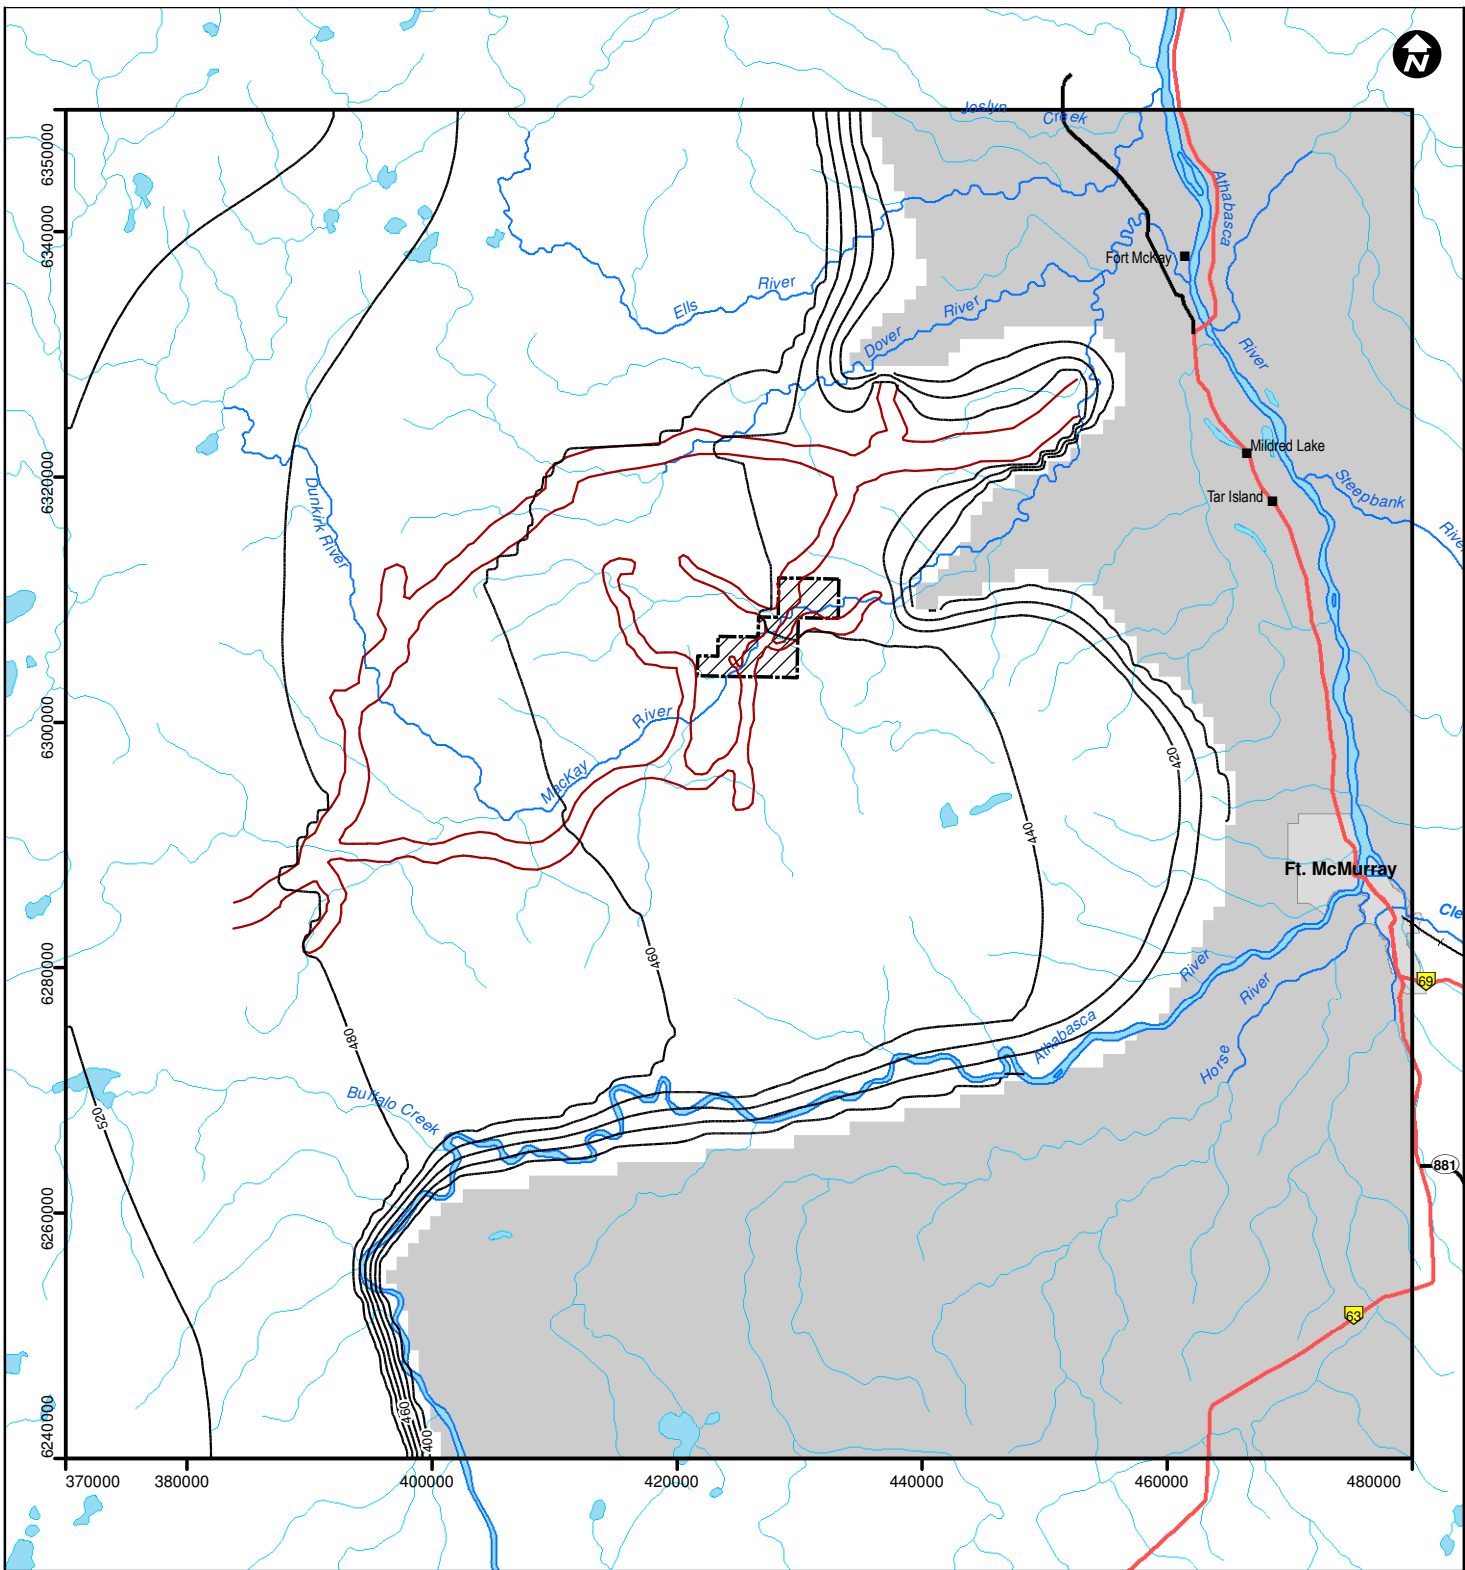 N
Joslyn
Creek
Athabasca
6350000
6340000
Fort McKay
River
Ells
River
Dover
River
Mildred Lake
Steepbank
River
Tar Island
6320000
Dunkirk River
River
MacKay
6300000
420
440
Ft. McMurray
Cle
460
River
River
69
6280000
480
Athabasca
Horse
Buffalo Creek
520
881
6260000
63
460
400
6240000
370000
380000
400000
420000
440000
460000
480000